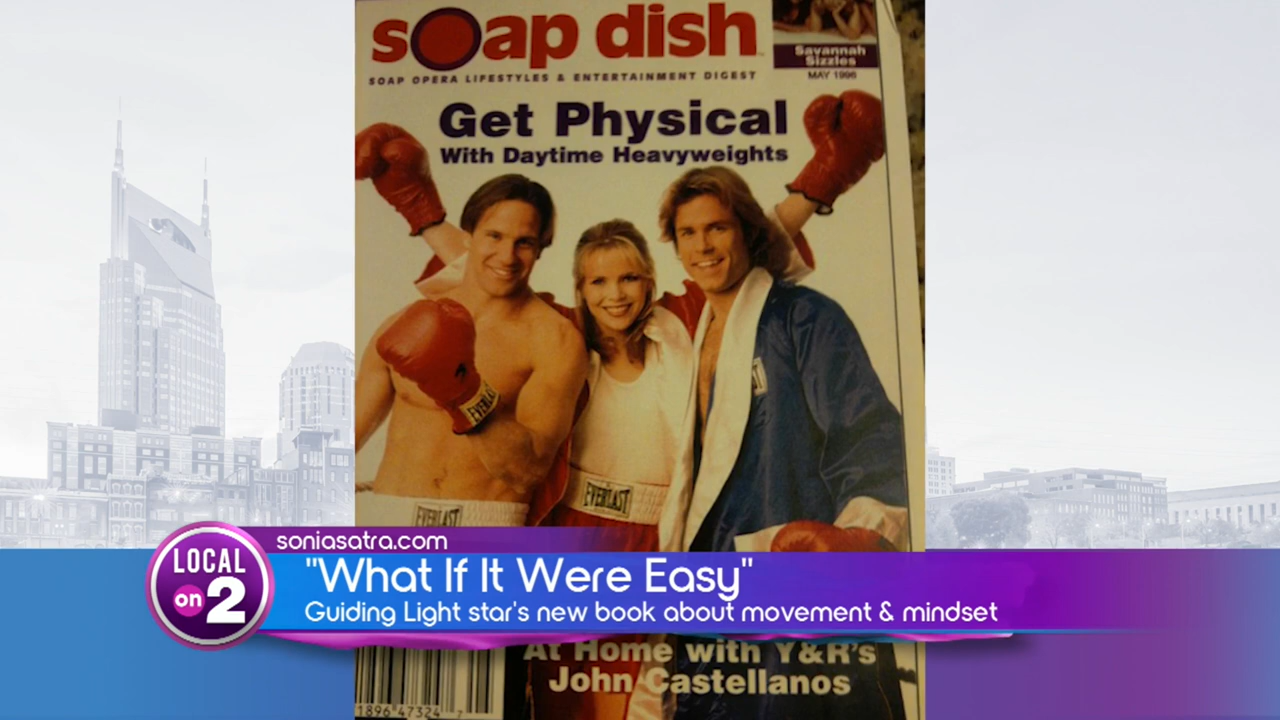 soap dish
SOAP OPERA LIFESTYLES & ENTERTAINMENT DIGEST
Savannah
Sizzles
MAY 1996
Get Physical
With Daytime Heavyweights
EVERLAST
EVERLAST
EVERLAST
soniasatra.com
LOCAL
on 2
"What If It Were Easy"
Guiding Light star's new book about movement & mindset
At Home with Y&R's
John Castellanos
1896 47324